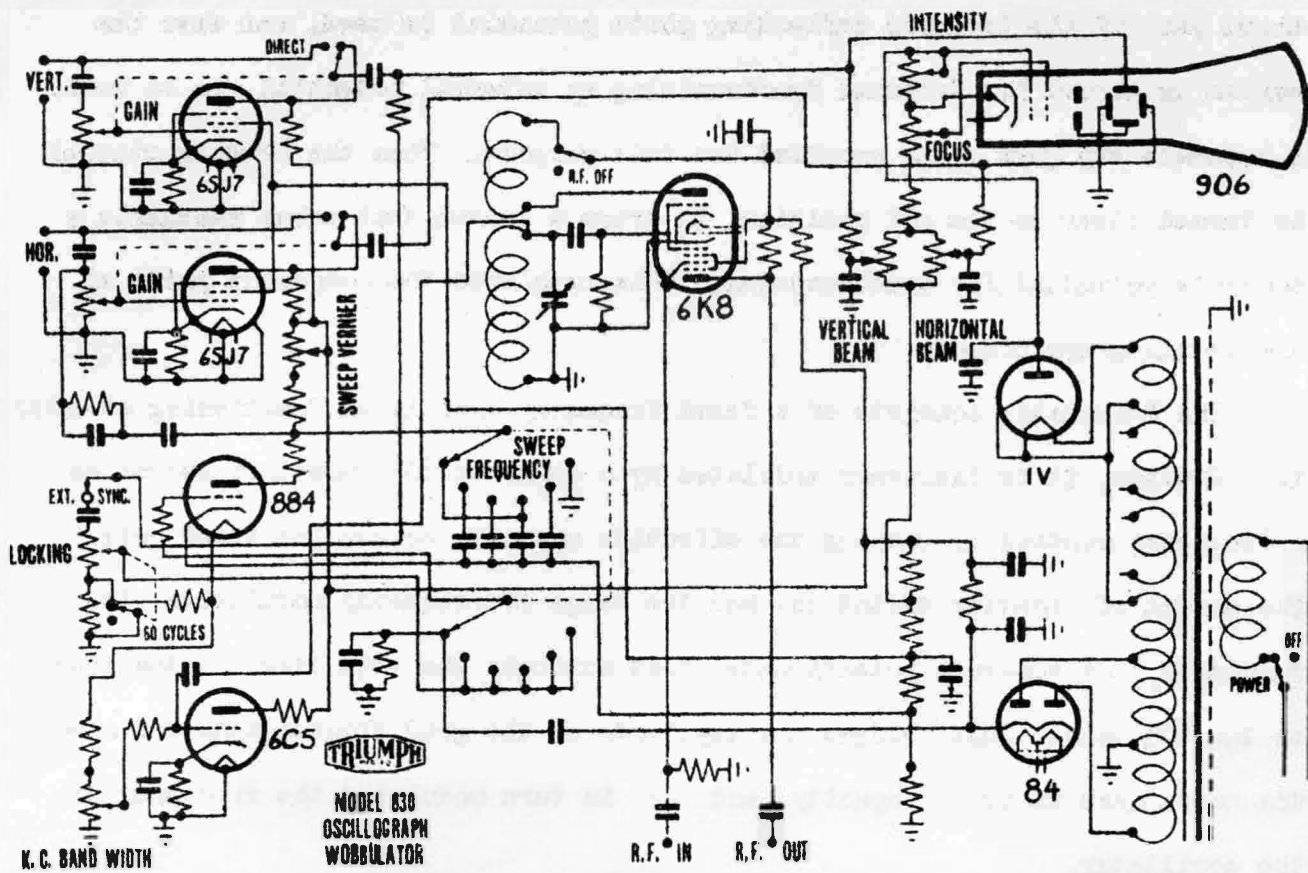 INTENSITY
DIRECT
VERT.
GAIN
6SJ7
R.F. OFF
FOCUS
906
HOR.
GAIN
6SJ7
SWEEP VERNIER
6K8
VERTICAL
BEAM
HORIZONTAL
BEAM
1V
SWEEP
FREQUENCY
EXT. SYNC.
884
LOCKING
60 CYCLES
OFF
POWER
6C5
TRIUMPH
MODEL 830
OSCILLOGRAPH
WOBBULATOR
84
K.C. BAND WIDTH
R.F. IN
R.F. OUT